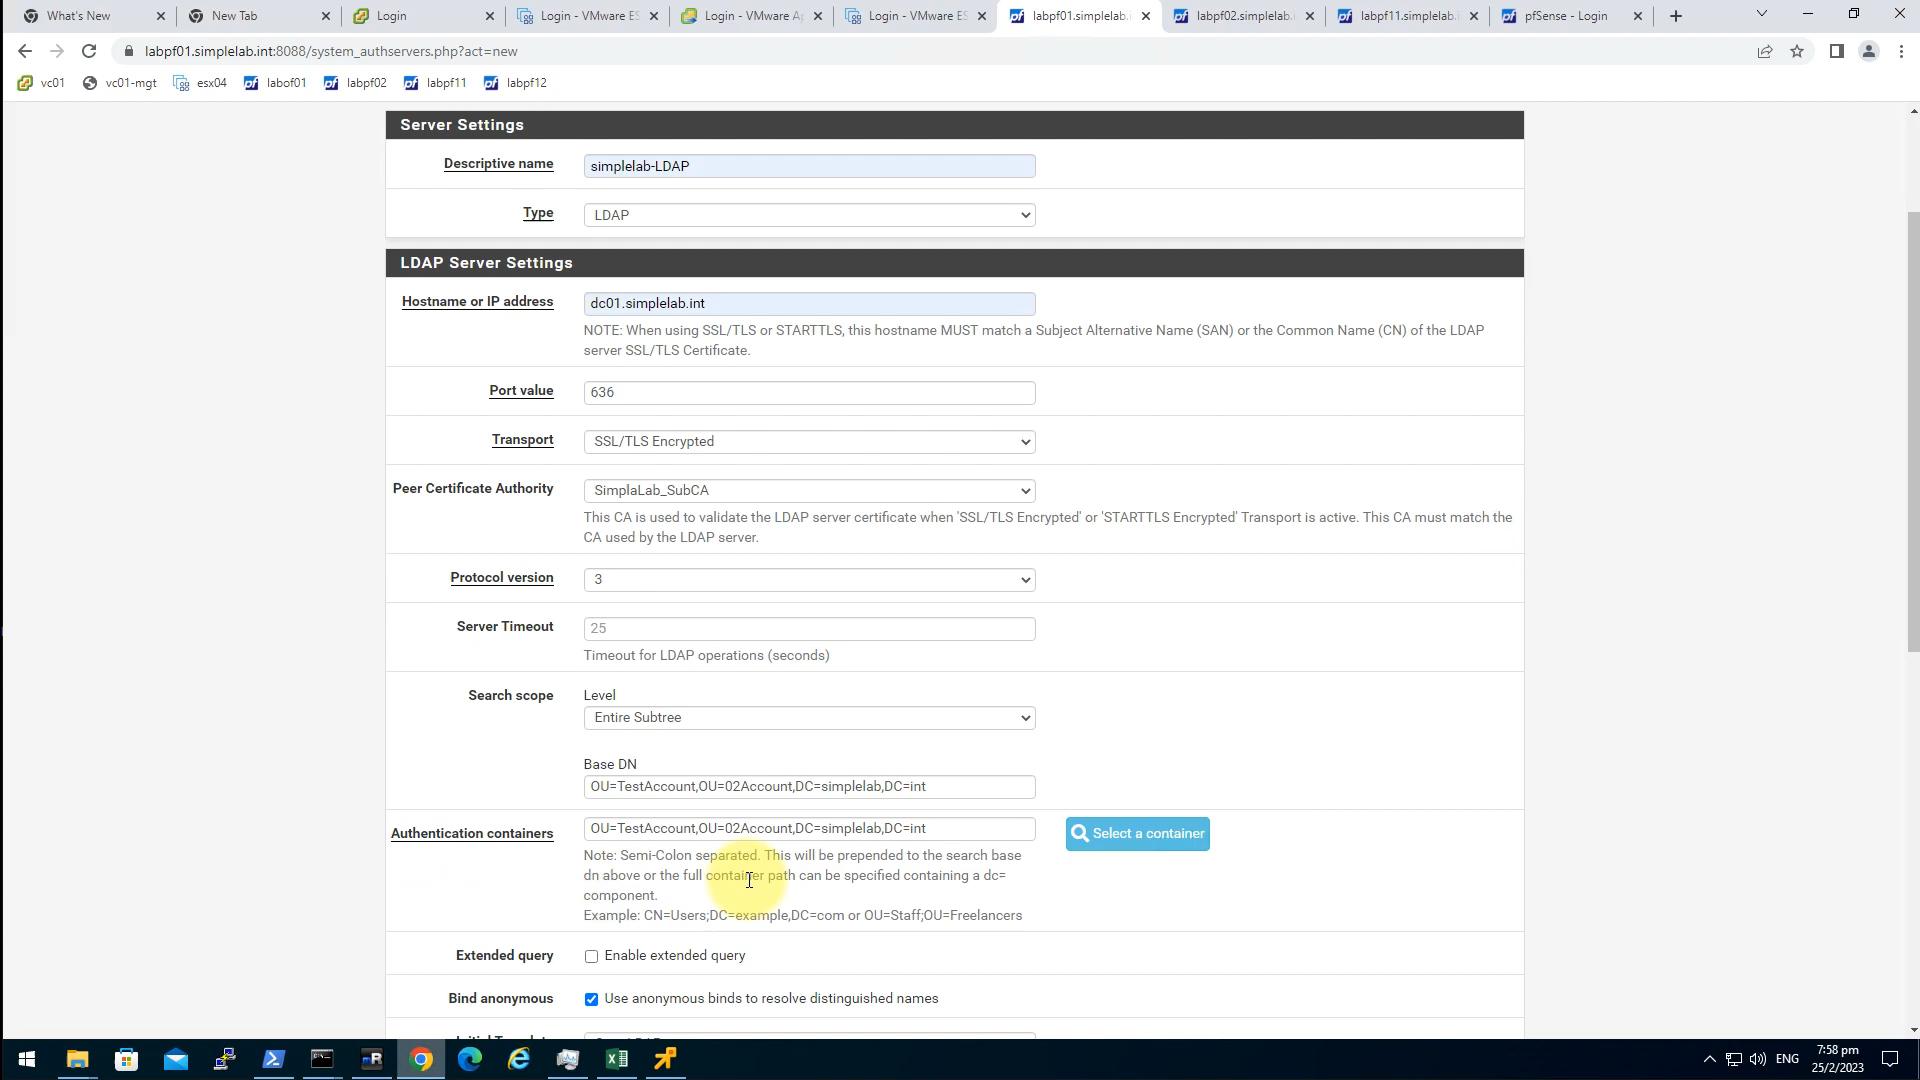 What's New
New Tab
Login
Login - VMware ES
Login - VMware Ap
Login - VMware ES
labpf01.simplelab.i
labpf02.simplelab.
labpf11.simplelab.i
pfSense - Login
labpf01.simplelab.int:8088/system_authservers.php?act=new
vc01
vc01-mgt
esx04
labof01
labpf02
labpf11
labpf12
Server Settings
Descriptive name
simplelab-LDAP
Type
LDAP
LDAP Server Settings
Hostname or IP address
dc01.simplelab.int
NOTE: When using SSL/TLS or STARTTLS, this hostname MUST match a Subject Alternative Name (SAN) or the Common Name (CN) of the LDAP
server SSL/TLS Certificate.
Port value
636
Transport
SSL/TLS Encrypted
Peer Certificate Authority
SimplaLab_SubCA
This CA is used to validate the LDAP server certificate when 'SSL/TLS Encrypted' or 'STARTTLS Encrypted' Transport is active. This CA must match the
CA used by the LDAP server.
Protocol version
3
Server Timeout
25
Timeout for LDAP operations (seconds)
Search scope
Level
Entire Subtree
Base DN
OU=TestAccount,OU=02Account,DC=simplelab,DC=int
Authentication containers
OU=TestAccount,OU=02Account,DC=simplelab,DC=int
Select a container
Note: Semi-Colon separated. This will be prepended to the search base
dn above or the full container path can be specified containing a dc=
component.
Example: CN=Users;DC=example,DC=com or OU=Staff;OU=Freelancers
Extended query
Enable extended query
Bind anonymous
Use anonymous binds to resolve distinguished names
ENG
7:58 pm
25/2/2023